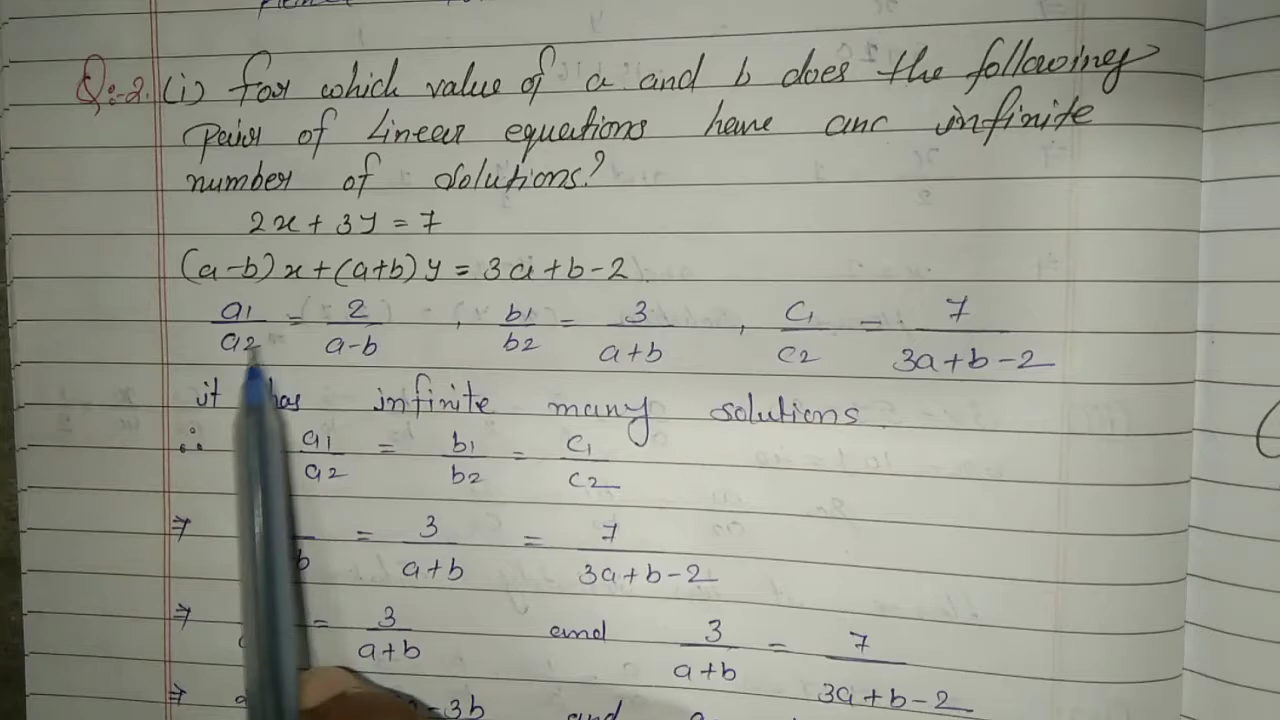 Q:-2.(i) for which value of a and b does the following
pair of linear equations have anc infinite
number of solutions?
2x + 3y = 7
(a-b)x + (a+b)y = 3a+b-2
a1/a2 = 2/a-b , b1/b2 = 3/a+b , c1/c2 = 7/3a+b-2
it has infinite many solutions
∴ a1/a2 = b1/b2 = c1/c2
⇒ b = 3/a+b = 7/3a+b-2
⇒ = 3/a+b and 3/a+b = 7/3a+b-2
⇒ =3b and